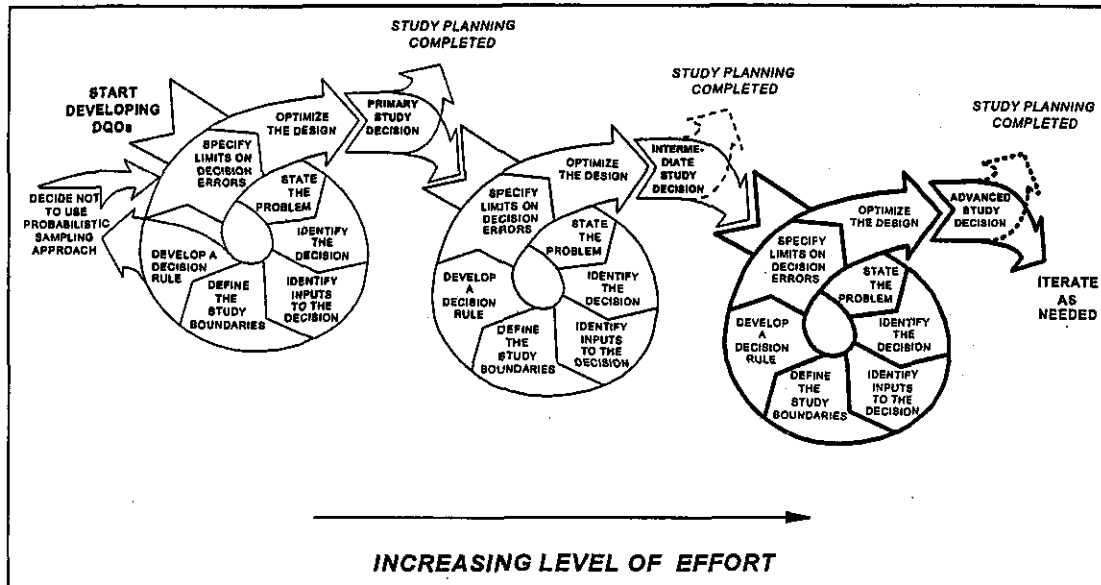 STUDY PLANNING
COMPLETED
START
DEVELOPING
DQOs
OPTIMIZE
THE DESIGN
PRIMARY
STUDY
DECISION
SPECIFY
LIMITS ON
DECISION
ERRORS
STATE
THE
PROBLEM
DECIDE NOT
TO USE
PROBABILISTIC
SAMPLING
APPROACH
IDENTIFY
THE
DECISION
DEVELOP A
DECISION
RULE
DEFINE
THE STUDY
BOUNDARIES
IDENTIFY
INPUTS
TO THE
DECISION
STUDY PLANNING
COMPLETED
OPTIMIZE
THE DESIGN
INTERME-
DIATE STUDY
DECISION
SPECIFY
LIMITS ON
DECISION
ERRORS
STATE
THE
PROBLEM
DEVELOP
A
DECISION
RULE
IDENTIFY
THE
DECISION
DEFINE
THE
STUDY
BOUNDARIES
IDENTIFY
INPUTS
TO THE
DECISION
STUDY PLANNING
COMPLETED
OPTIMIZE
THE DESIGN
ADVANCED
STUDY
DECISION
SPECIFY
LIMITS ON
DECISION
ERRORS
STATE
THE
PROBLEM
DEVELOP
A
DECISION
RULE
IDENTIFY
THE
DECISION
DEFINE
THE
STUDY
BOUNDARIES
IDENTIFY
INPUTS
TO THE
DECISION
ITERATE
AS
NEEDED
INCREASING LEVEL OF EFFORT